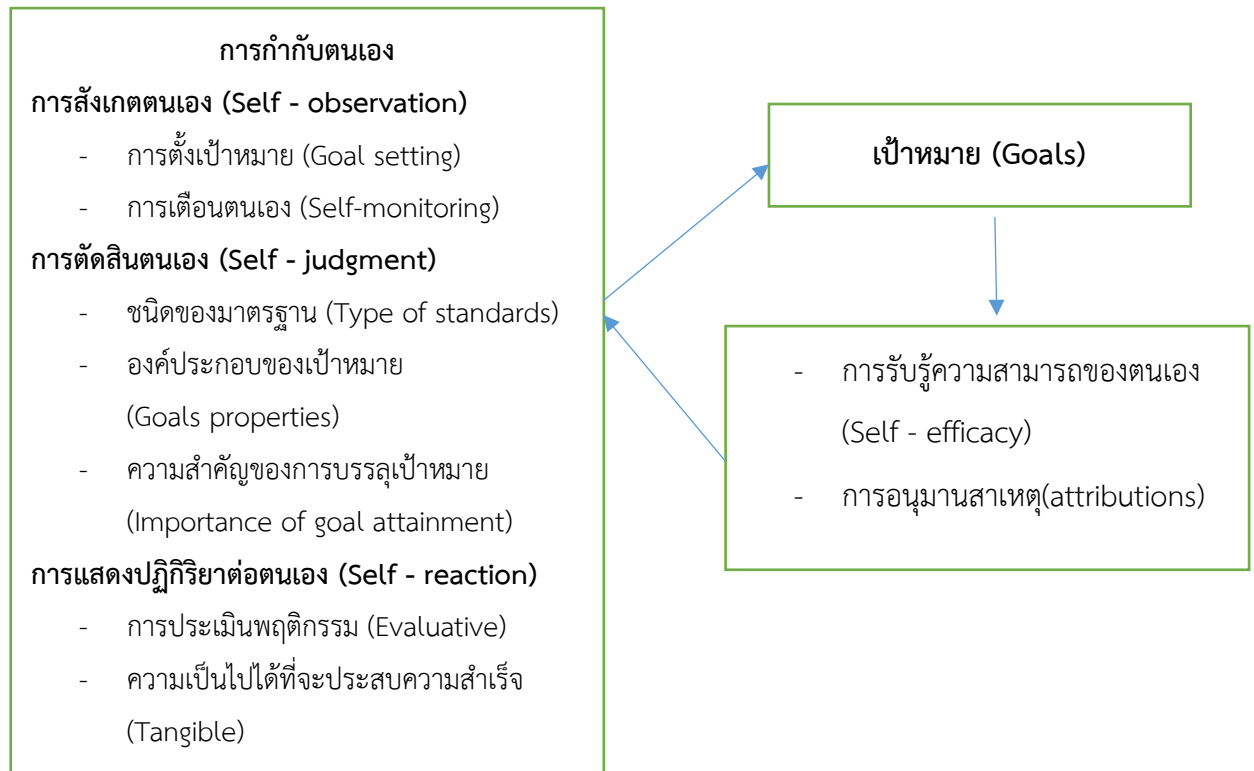 การกำกับตนเอง
การสังเกตตนเอง (Self - observation)
- การตั้งเป้าหมาย (Goal setting)
- การเตือนตนเอง (Self-monitoring)
การตัดสินตนเอง (Self - judgment)
- ชนิดของมาตรฐาน (Type of standards)
- องค์ประกอบของเป้าหมาย
(Goals properties)
- ความสำคัญของการบรรลุเป้าหมาย
(Importance of goal attainment)
การแสดงปฏิกิริยาต่อตนเอง (Self - reaction)
- การประเมินพฤติกรรม (Evaluative)
- ความเป็นไปได้ที่จะประสบความสำเร็จ
(Tangible)
เป้าหมาย (Goals)
- การรับรู้ความสามารถของตนเอง
(Self - efficacy)
- การอนุมานสาเหตุ(attributions)